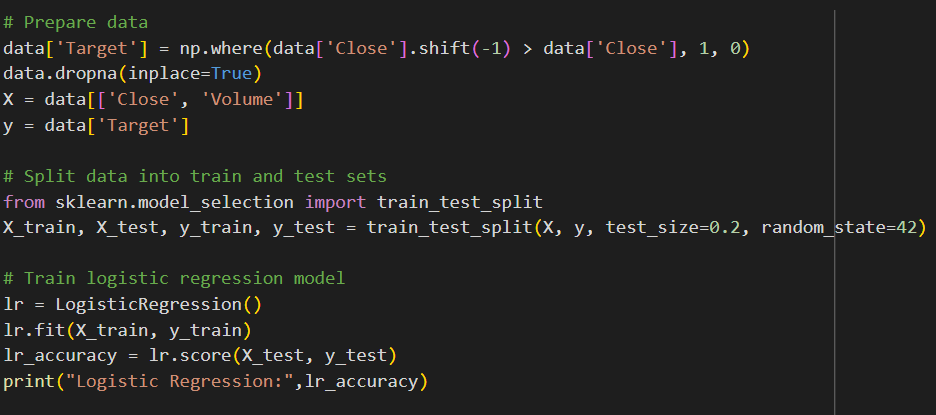 # Prepare data
data['Target'] = np.where(data['Close'].shift(-1) > data['Close'], 1, 0)
data.dropna(inplace=True)
X = data[['Close', 'Volume']]
y = data['Target']
# Split data into train and test sets
from sklearn.model_selection import train_test_split
X_train, X_test, y_train, y_test = train_test_split(X, y, test_size=0.2, random_state=42)
# Train logistic regression model
lr = LogisticRegression()
lr.fit(X_train, y_train)
lr_accuracy = lr.score(X_test, y_test)
print("Logistic Regression:",lr_accuracy)